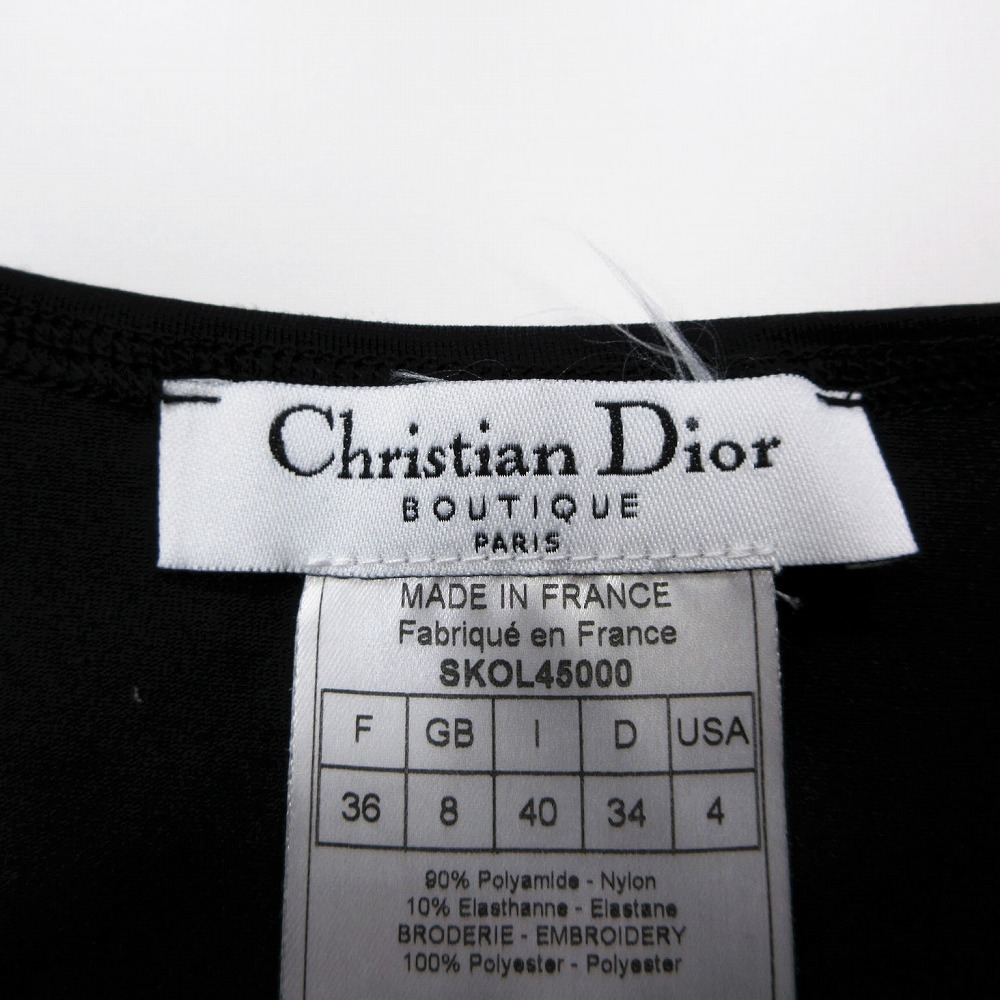 Christian Dior
BOUTIQUE
PARIS
MADE IN FRANCE
Fabriqué en France
SKOL45000
F GB I D USA
36 8 40 34 4
90% Polyamide - Nylon
10% Elasthanne - Elastane
BRODERIE - EMBROIDERY
100% Polyester - Polyester